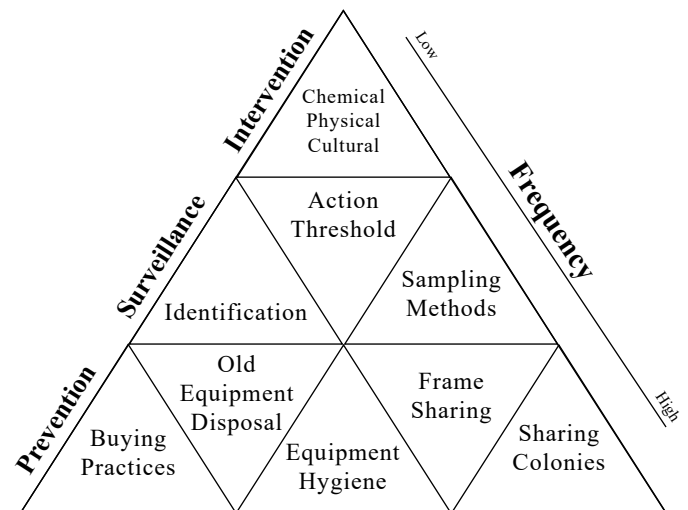 Intervention
Low
Chemical
Physical
Cultural
Frequency
Surveillance
Action
Threshold
Identification
Sampling
Methods
Prevention
Old
Equipment
Disposal
Frame
Sharing
High
Buying
Practices
Equipment
Hygiene
Sharing
Colonies